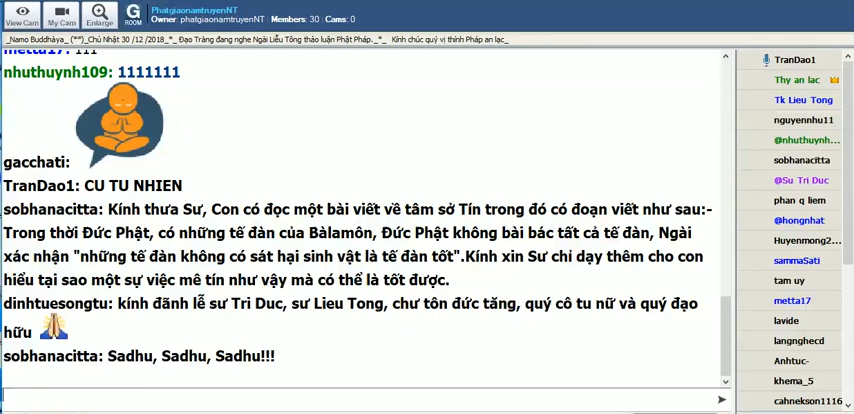 View Cam
My Cam
Enlarge
G
ROOM
PhatgiaonamtruyenNT
Owner: phatgiaonamtruyenNT | Members: 30 | Cams: 0
_Namo Buddhàya_ (**)_Chủ Nhật 30 /12 /2018_*_ Đạo Tràng đang nghe Ngài Liễu Tông thảo luận Phật Pháp._*_ Kính chúc quý vị thính Pháp an lạc_
metta17: 111
nhuthuynh109: 1111111
gacchati:
TranDao1: CU TU NHIEN
sobhanacitta: Kính thưa Sư, Con có đọc một bài viết về tâm sở Tín trong đó có đoạn viết như sau:-
Trong thời Đức Phật, có những tế đàn của Bàlamôn, Đức Phật không bài bác tất cả tế đàn, Ngài
xác nhận "những tế đàn không có sát hại sinh vật là tế đàn tốt".Kính xin Sư chỉ dạy thêm cho con
hiểu tại sao một sự việc mê tín như vậy mà có thể là tốt được.
dinhtuesongtu: kính đãnh lễ sư Tri Duc, sư Lieu Tong, chư tôn đức tăng, quý cô tu nữ và quý đạo
hữu
sobhanacitta: Sadhu, Sadhu, Sadhu!!!
TranDao1
Thy an lac
Tk Lieu Tong
nguyennhu11
@nhuthuynh...
sobhanacitta
@Su Tri Duc
phan q liem
@hongnhat
Huyenmong2...
sammaSati
tam uy
metta17
lavide
langnghecd
Anhtuc-
khema_5
cahnekson1116